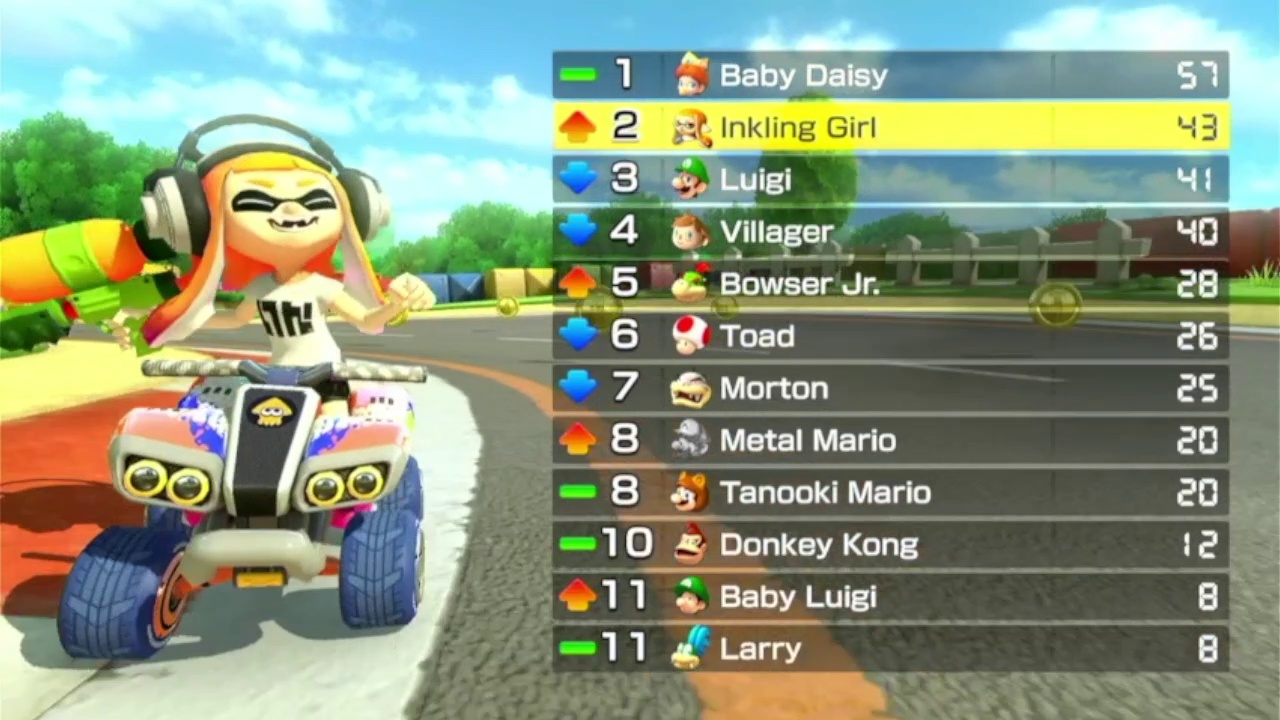 1 Baby Daisy 57
2 Inkling Girl 43
3 Luigi 41
4 Villager 40
5 Bowser Jr. 28
6 Toad 26
7 Morton 25
8 Metal Mario 20
8 Tanooki Mario 20
10 Donkey Kong 12
11 Baby Luigi 8
11 Larry 8